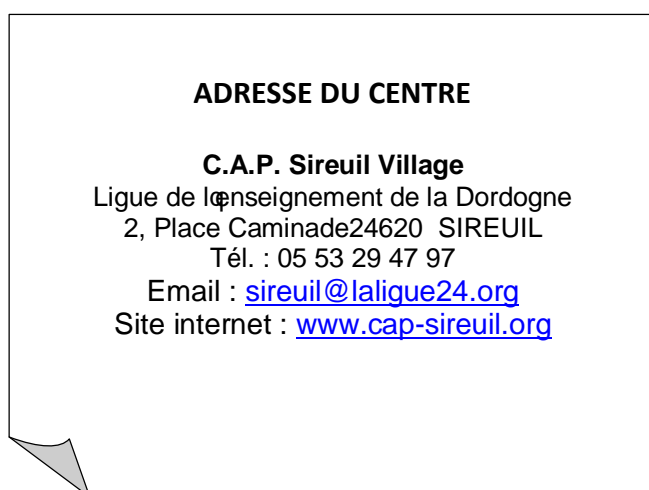 ADRESSE DU CENTRE
C.A.P. Sireuil Village
Ligue de lœnseignement de la Dordogne
2, Place Caminade24620 SIREUIL
Tél. : 05 53 29 47 97
Email : sireuil@laligue24.org
Site internet : www.cap-sireuil.org